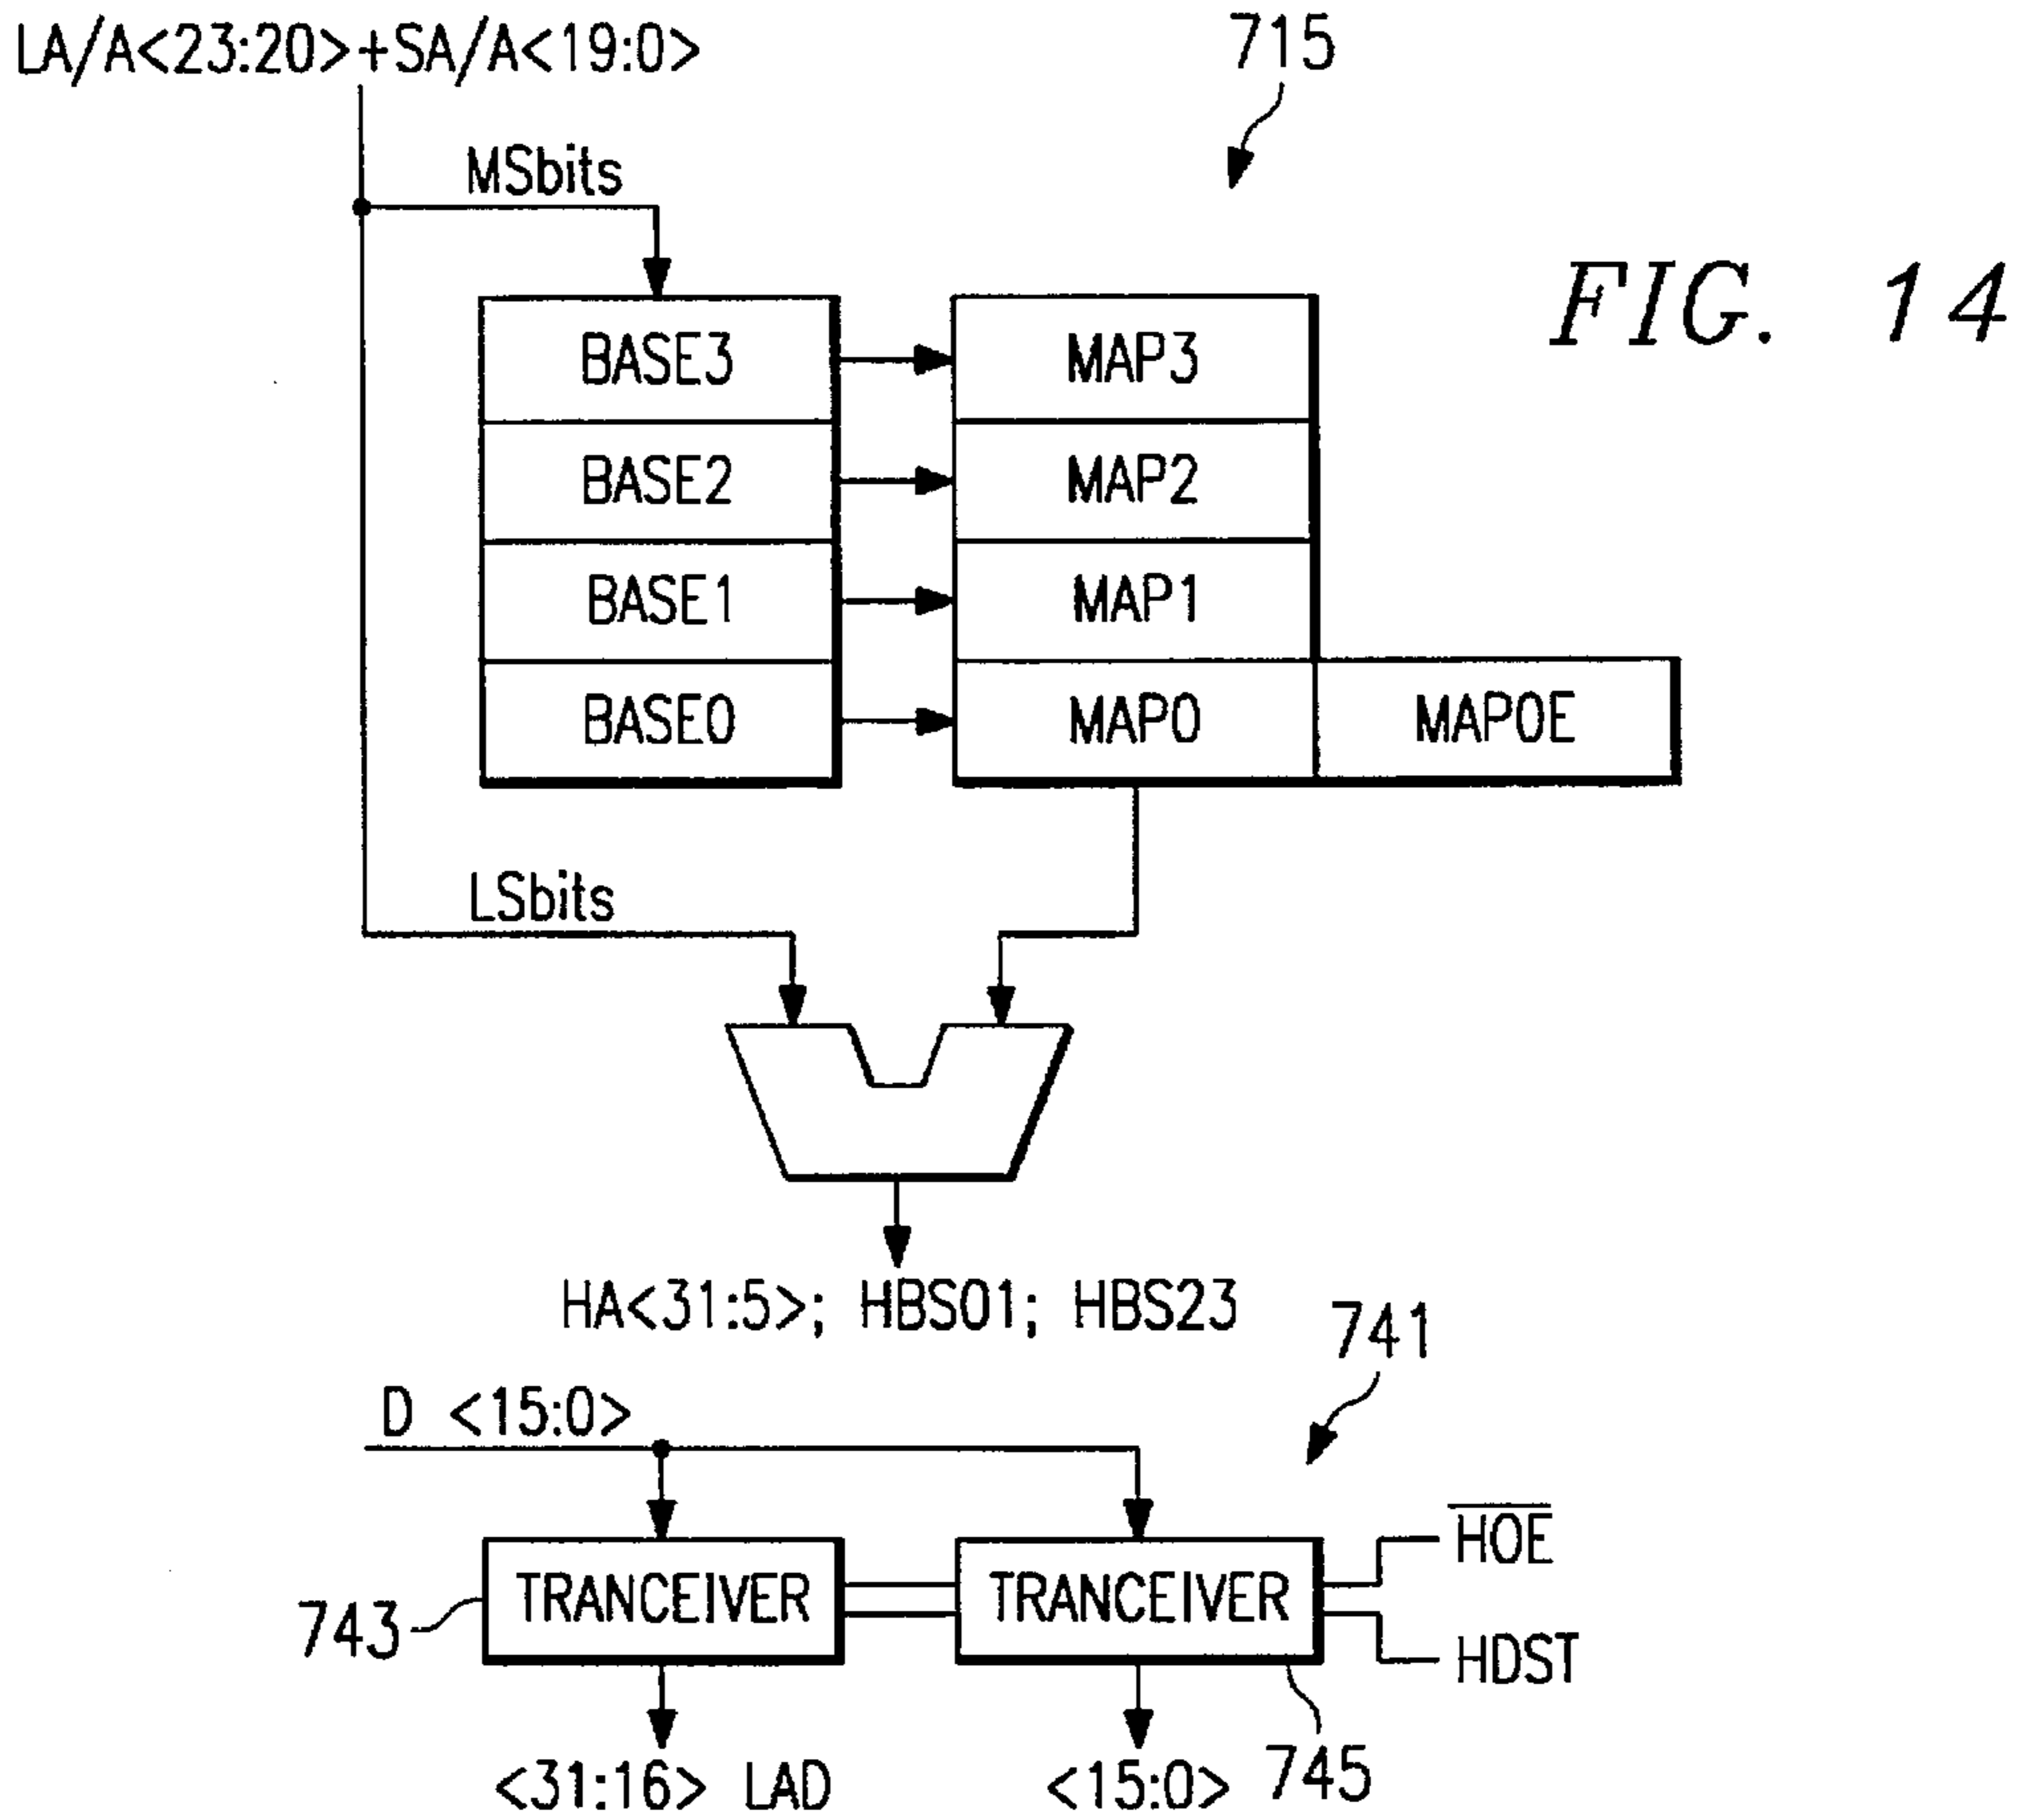 LA/A<23:20>+SA/A<19:0>
715
MSbits
FIG. 14
BASE3
MAP3
BASE2
MAP2
BASE1
MAP1
BASE0
MAP0
MAP0E
LSbits
HA<31:5>; HBS01; HBS23
741
D <15:0>
HOE
TRANCEIVER
TRANCEIVER
743
HDST
<31:16> LAD
<15:0>
745